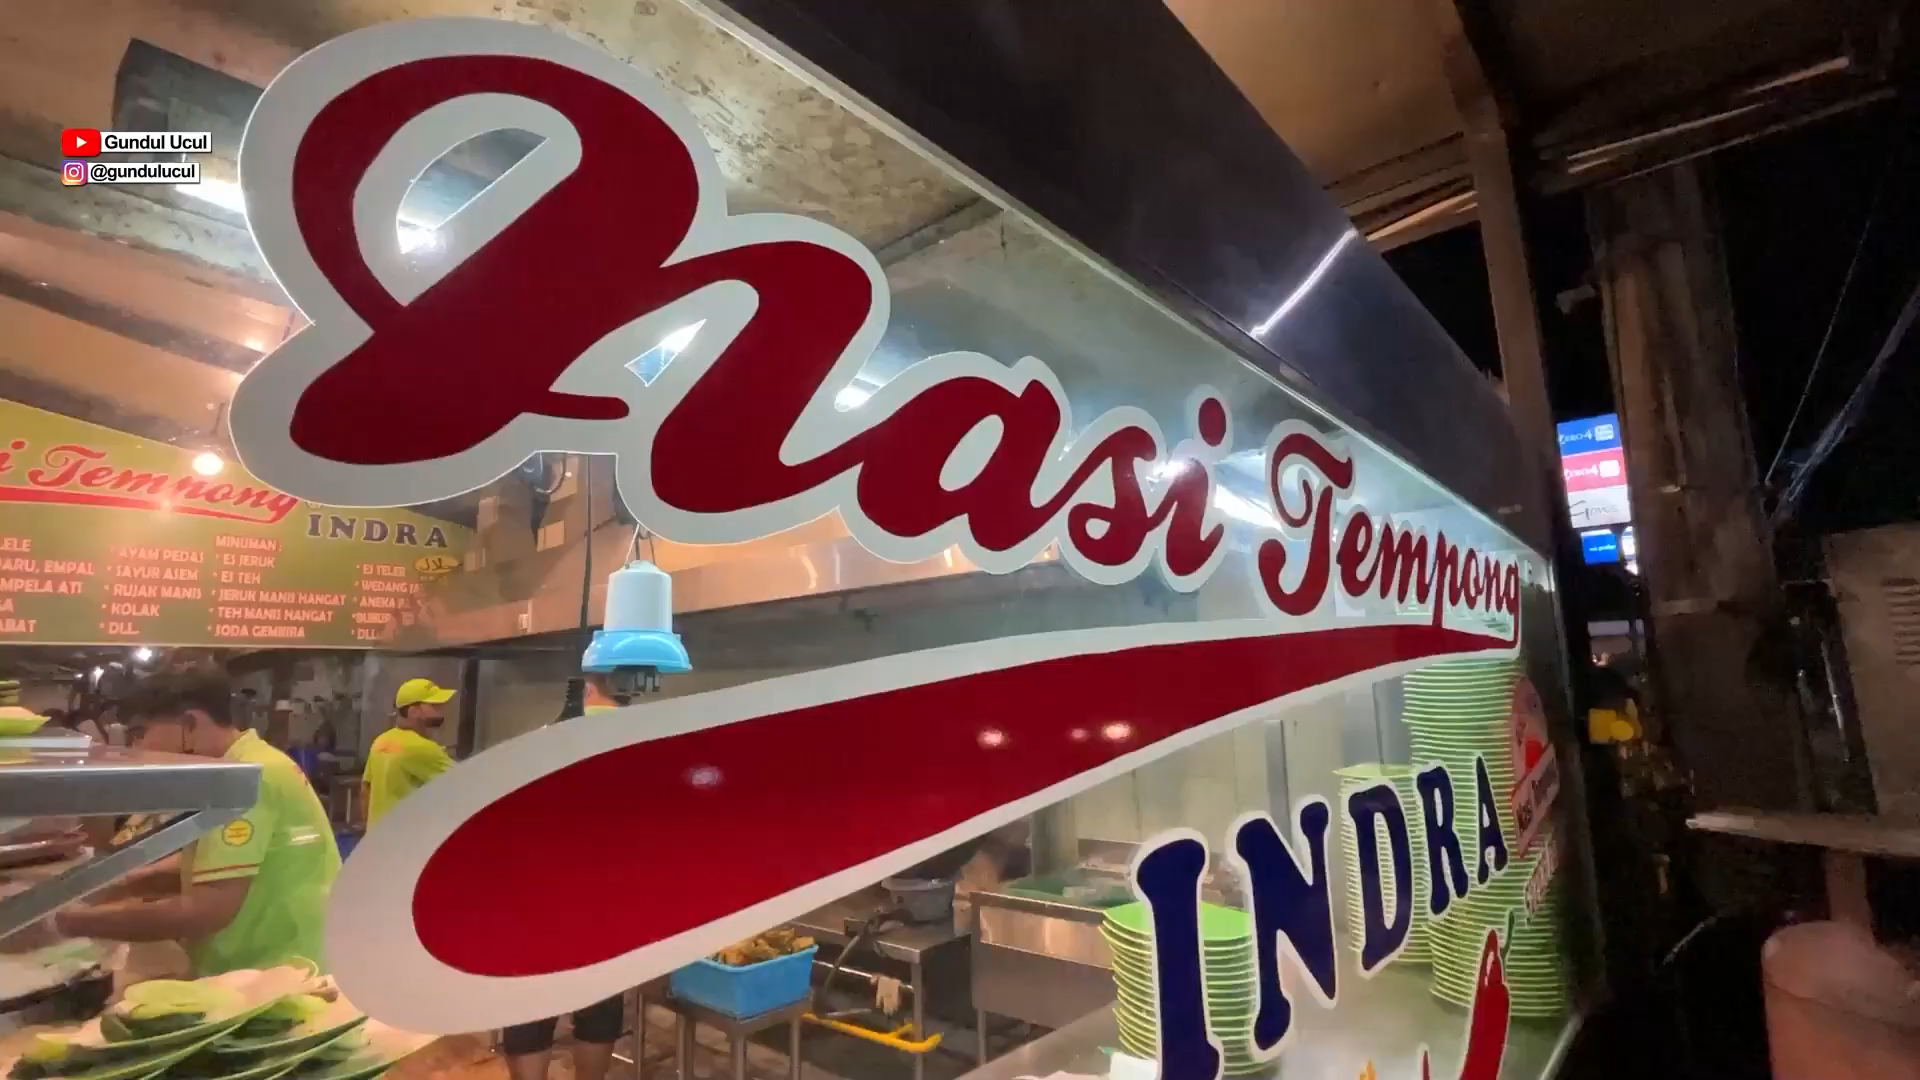 Gundul Ucul
@gundulucul
Nasi Tempong
INDRA
i Tempong
INDRA
LELE
PARU, EMPAL
MPELA ATI
ABAT
• AYAM PEDAS
• SAYUR ASEM
• RUJAK MANIS
• KOLAK
• DLL.
MINUMAN :
• ES JERUK
• ES TEH
• JERUK MANIS HANGAT
• TEH MANIS HANGAT
• SODA GEMBIRA
• ES TELER
• WEDANG
• ANEKA
• DLL